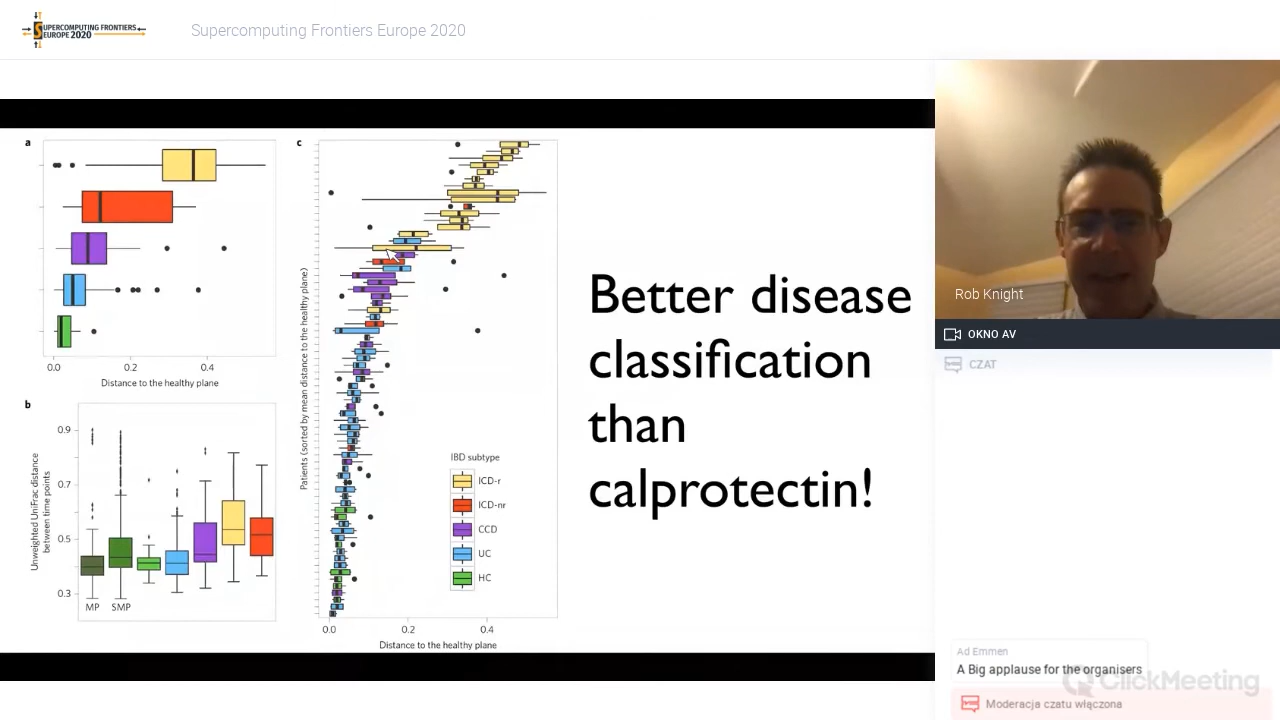 SUPERCOMPUTING FRONTIERS
EUROPE 2020
Supercomputing Frontiers Europe 2020
a
0.0 0.2 0.4
Distance to the healthy plane
b
0.9
0.7
0.5
0.3
Unweighted UniFrac distance
between time points
MP SMP
c
Patients (sorted by mean distance to the healthy plane)
IBD subtype
ICD-r
ICD-nr
CCD
UC
HC
0.0 0.2 0.4
Distance to the healthy plane
Better disease
classification
than
calprotectin!
Rob Knight
OKNO AV
CZAT
Ad Emmen
A Big applause for the organisers
ClickMeeting
Moderacja czatu włączona